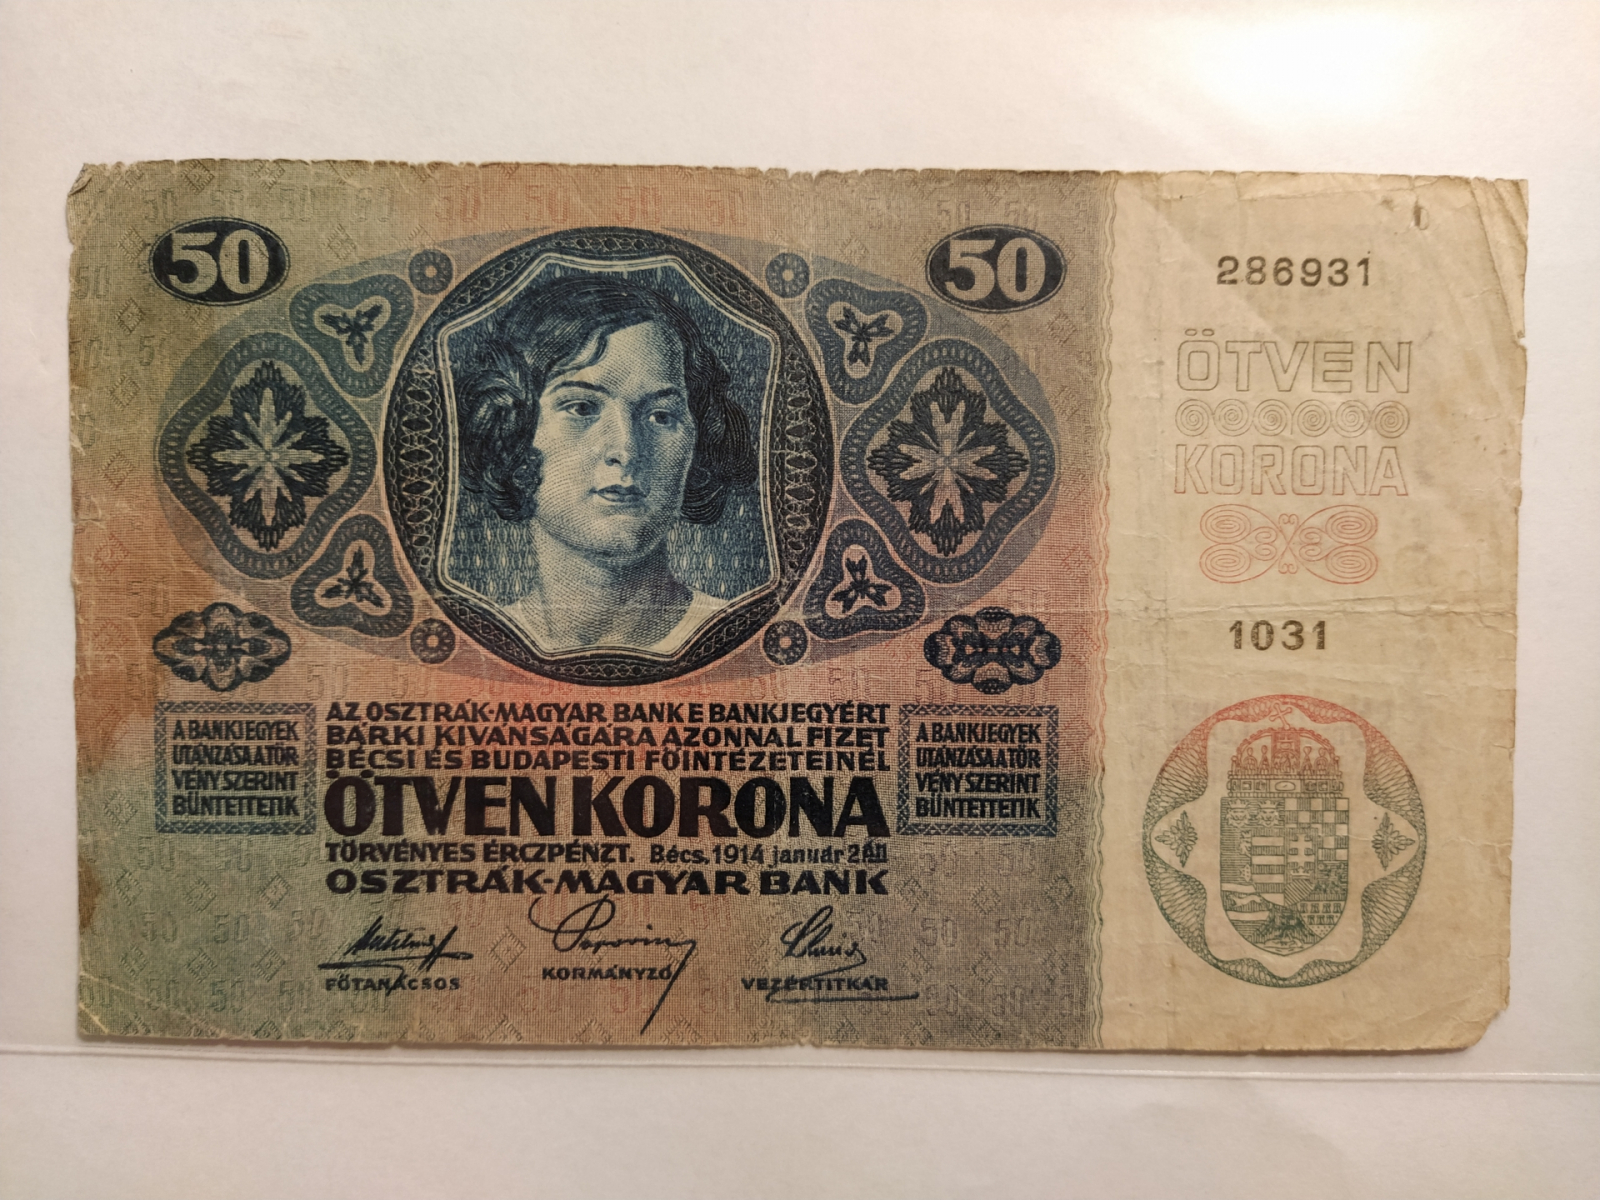 50
50
286931
ÖTVEN
KORONA
1031
A BANKJEGYEK
UTÁNZÁSA A TÖR
VÉNY SZERINT
BÜNTETTETIK
AZ OSZTRÁK-MAGYAR BANK E BANKJEGYÉRT
BÁRKI KIVÁNSÁGÁRA AZONNAL FIZET
BÉCSI ÉS BUDAPESTI FŐINTÉZETEINÉL
ÖTVEN KORONA
TÖRVÉNYES ÉRCZPÉNZT. Bécs, 1914 január 2ÁN
OSZTRÁK-MAGYAR BANK
A BANKJEGYEK
UTÁNZÁSA A TÖR
VÉNY SZERINT
BÜNTETTETIK
FŐTANÁCSOS
KORMÁNYZÓ
VEZÉRTITKÁR